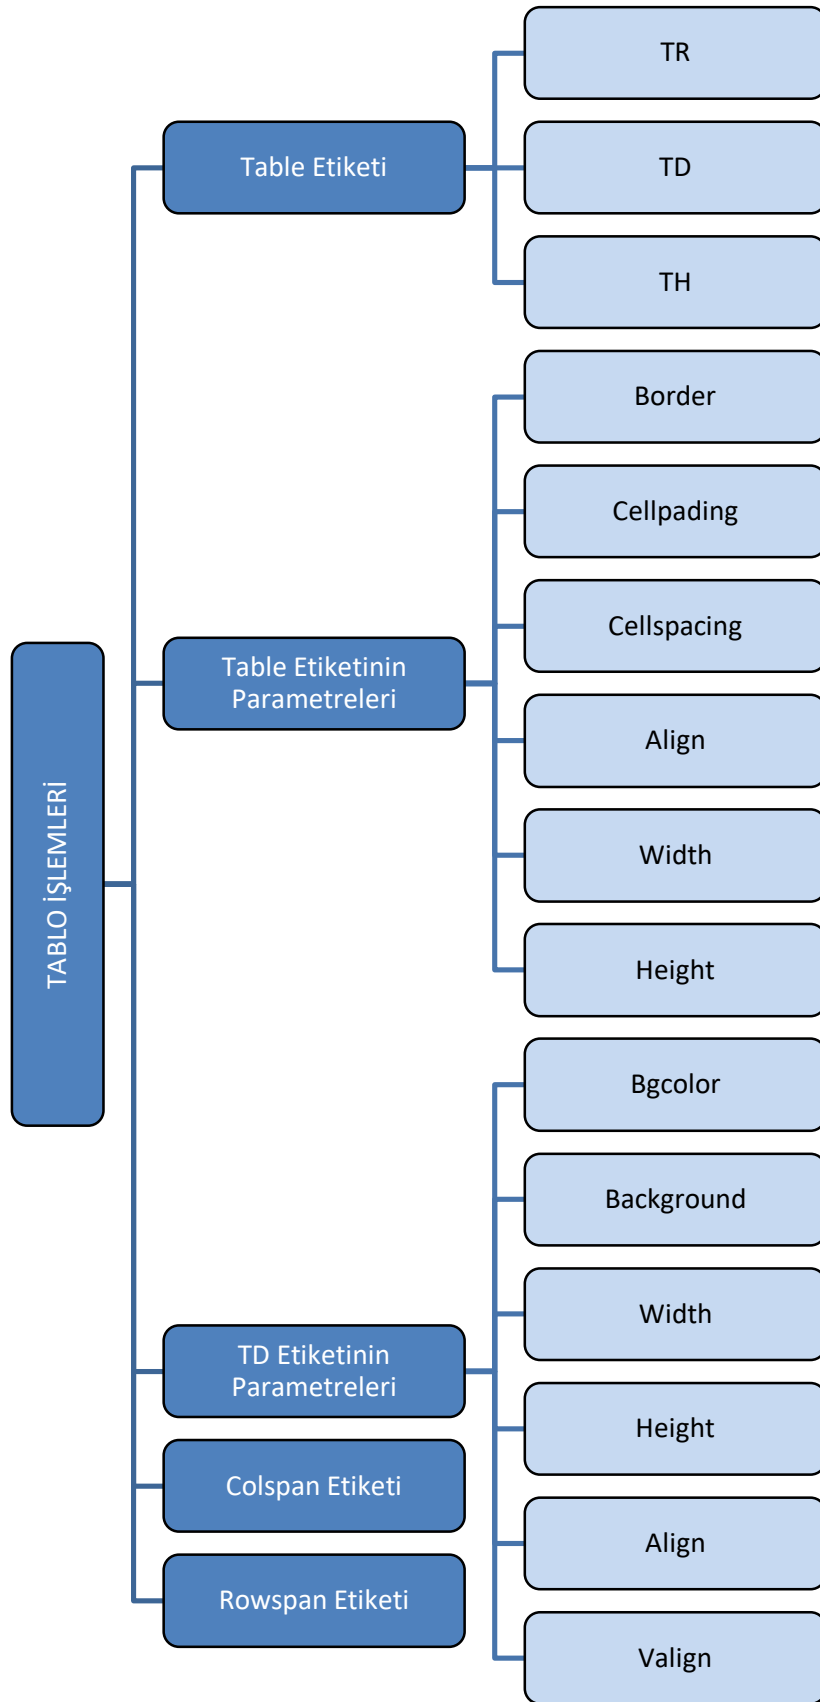 TABLO İŞLEMLERİ
Table Etiketi
TR
TD
TH
Table Etiketinin
Parametreleri
Border
Cellpading
Cellspacing
Align
Width
Height
TD Etiketinin
Parametreleri
Bgcolor
Background
Width
Height
Align
Valign
Colspan Etiketi
Rowspan Etiketi